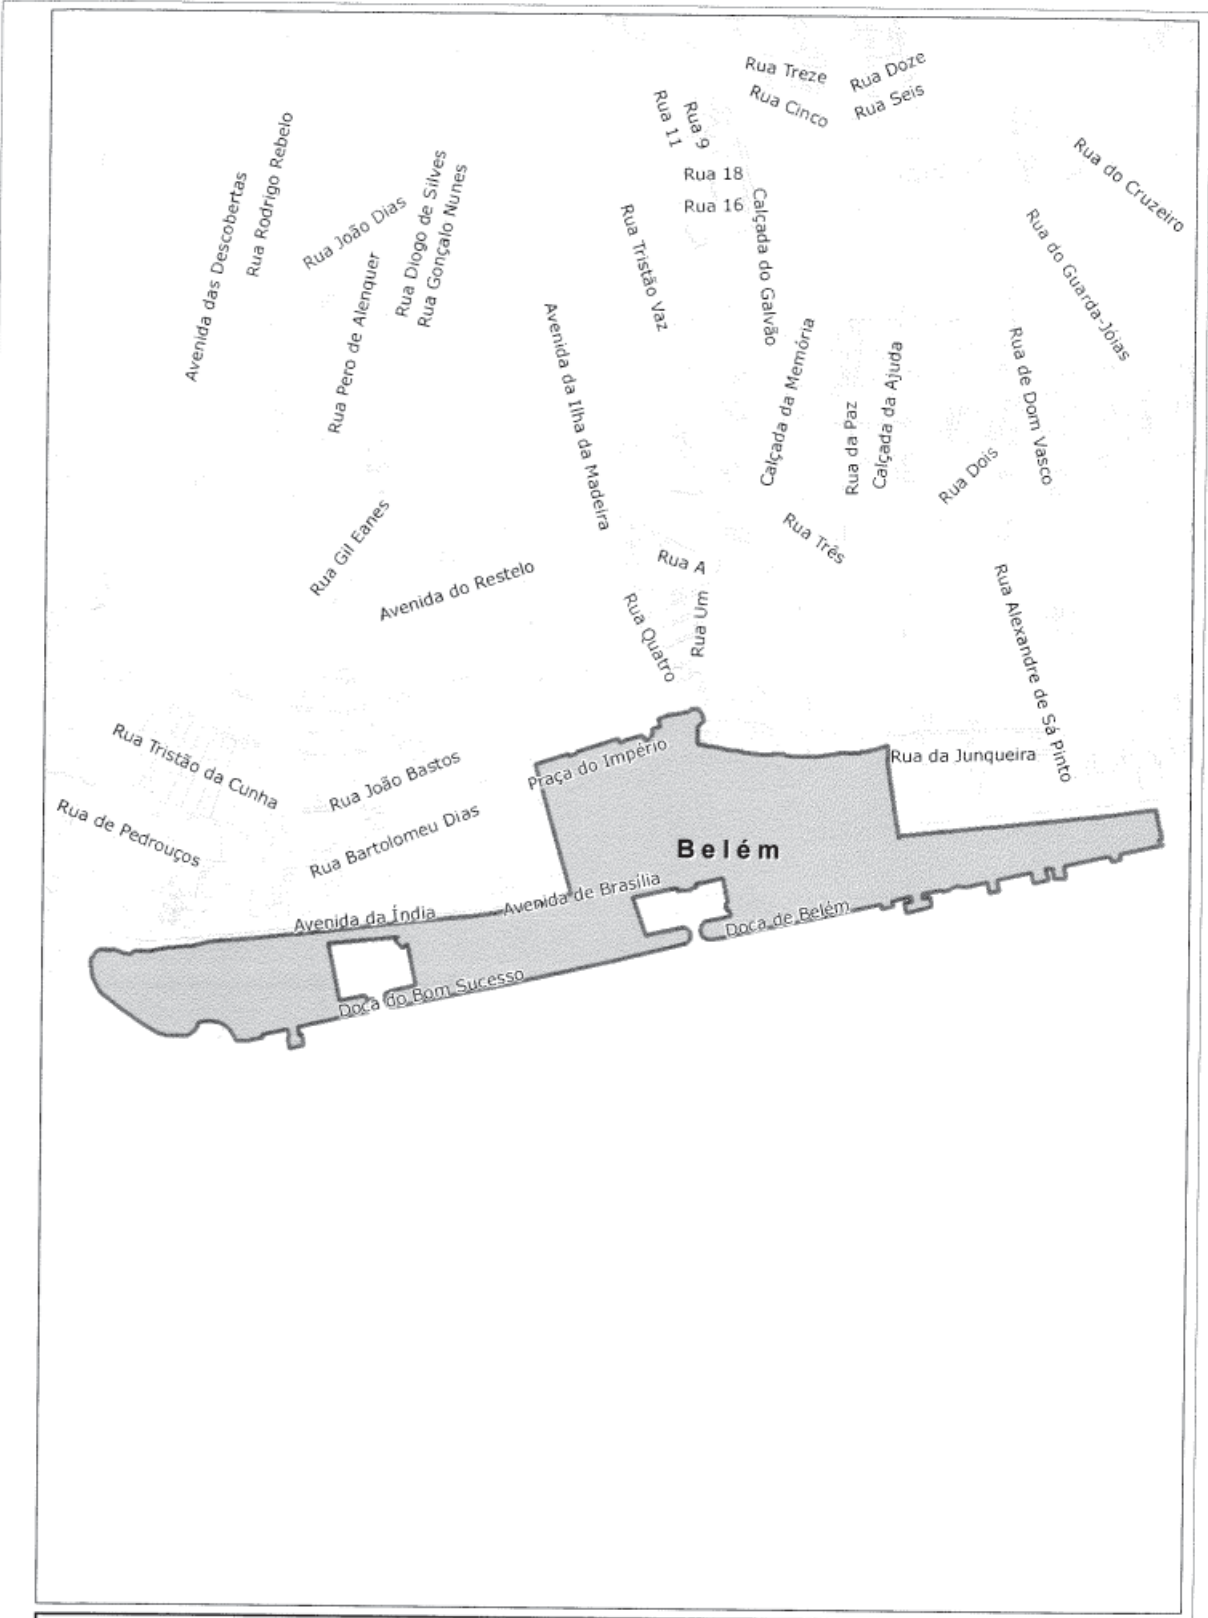 Rua Treze
Rua Doze
Rua Cinco
Rua Seis
Rua 11
Rua 9
Rua 18
Rua 16
Rua do Cruzeiro
Rua Rodrigo Rebelo
Avenida das Descobertas
Rua João Dias
Rua Diogo de Silves
Rua Gonçalo Nunes
Rua Pero de Alenquer
Rua Tristão Vaz
Calçada do Galvão
Rua do Guarda-Jóias
Avenida da Ilha da Madeira
Calçada da Memória
Rua da Paz
Calçada da Ajuda
Rua de Dom Vasco
Rua Dois
Rua Gil Eanes
Avenida do Restelo
Rua Três
Rua A
Rua Um
Rua Quatro
Rua Alexandre de Sá Pinto
Rua Tristão da Cunha
Rua João Bastos
Praça do Império
Rua da Junqueira
Rua de Pedrouços
Rua Bartolomeu Dias
Belém
Avenida da Índia
Avenida de Brasília
Doca de Belém
Doca do Bom Sucesso